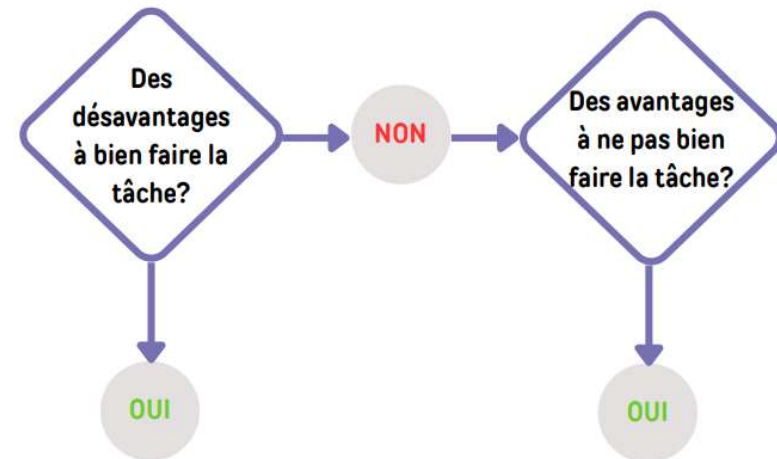 Des
désavantages
à bien faire la
tâche?
NON
Des avantages
à ne pas bien
faire la tâche?
OUI
OUI